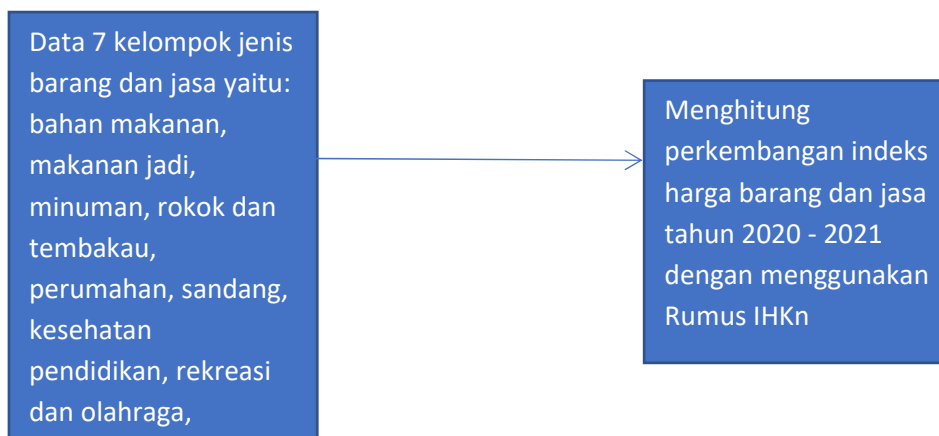 Data 7 kelompok jenis
barang dan jasa yaitu:
bahan makanan,
makanan jadi,
minuman, rokok dan
tembakau,
perumahan, sandang,
kesehatan
pendidikan, rekreasi
dan olahraga,
Menghitung
perkembangan indeks
harga barang dan jasa
tahun 2020 - 2021
dengan menggunakan
Rumus IHKn